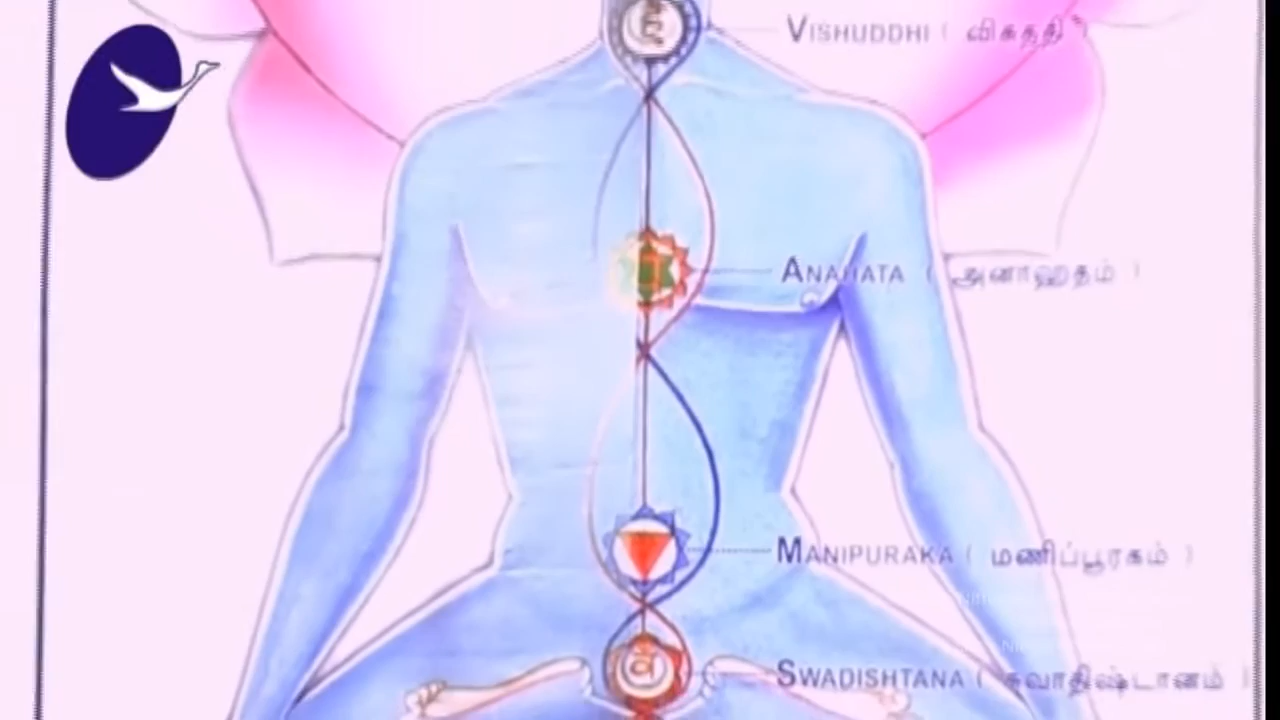 VISHUDDHI ( விசுத்தி )
ANAHATA ( அனாஹதம் )
MANIPURAKA ( மணிப்பூரகம் )
SWADISHTANA ( சுவாதிஷ்டானம் )